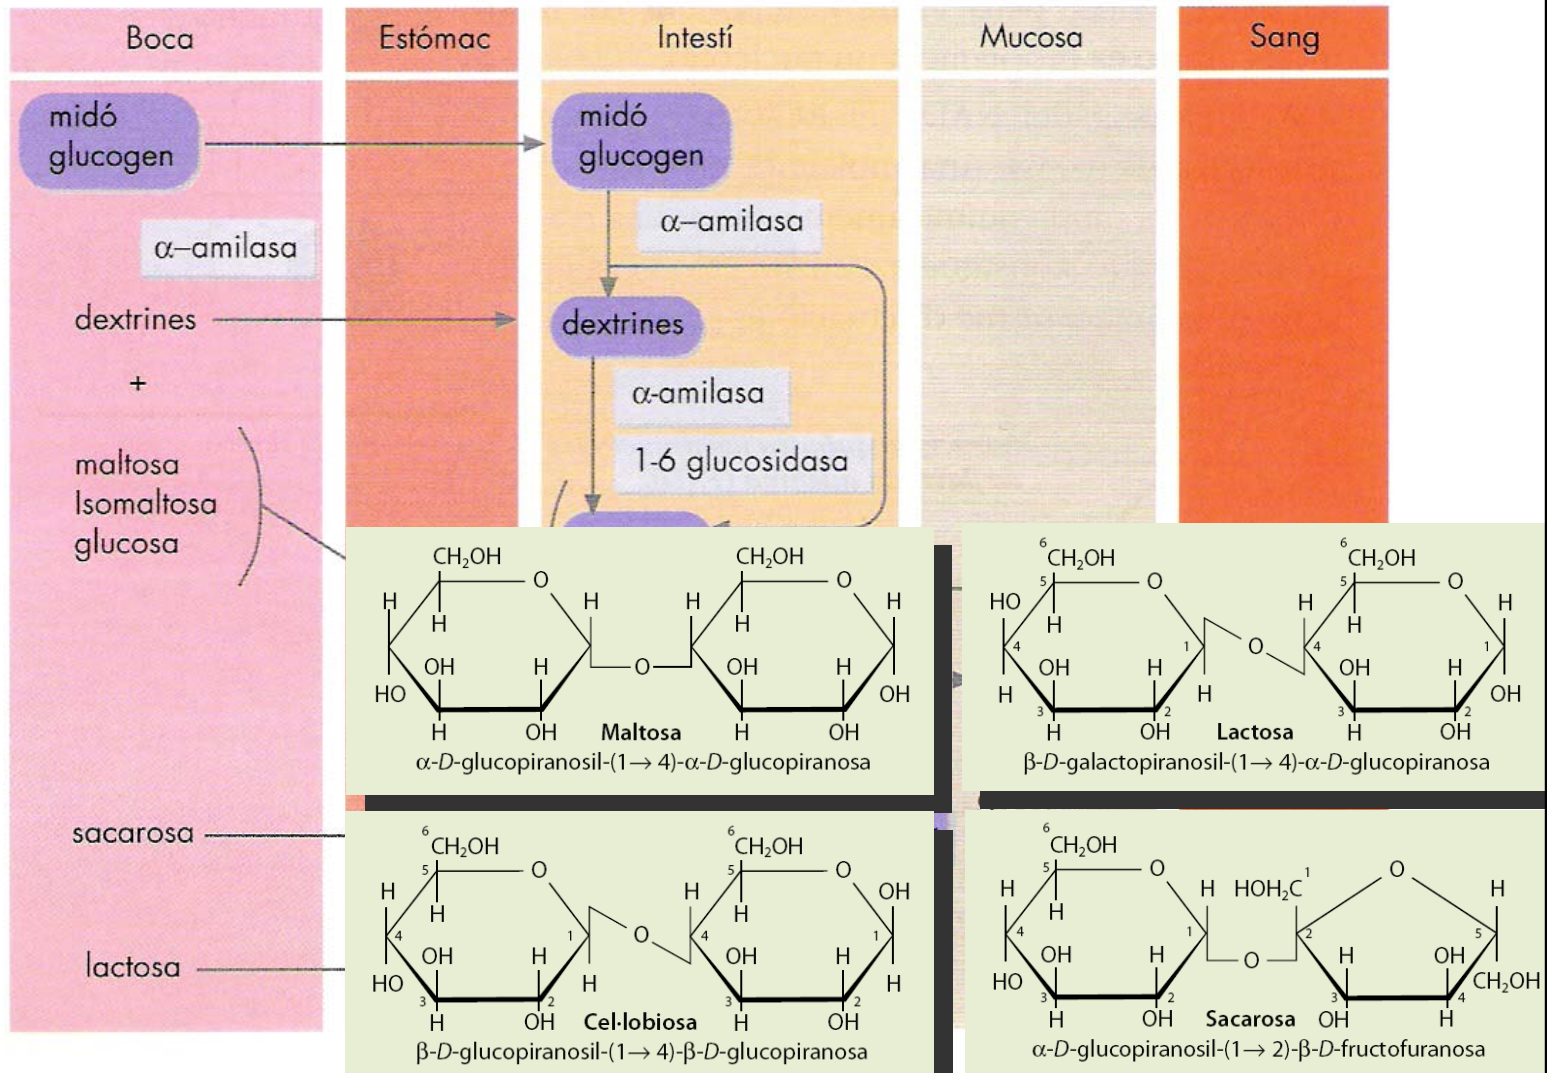 Boca
Estómac
Intestí
Mucosa
Sang
midó
glucogen
α–amilasa
dextrines
+
maltosa
Isomaltosa
glucosa
sacarosa
lactosa
midó
glucogen
α–amilasa
dextrines
α-amilasa
1-6 glucosidasa
CH₂OH CH₂OH
O O
H H H H
H H
O
OH H OH H
HO OH
H OH H OH
Maltosa
α-D-glucopiranosil-(1→ 4)-α-D-glucopiranosa
6 6
CH₂OH CH₂OH
5 O 5 O
HO H H
H H
4 1 O 4 1
OH H OH H
H H OH
3 2 3 2
H OH H OH
Lactosa
β-D-galactopiranosil-(1→ 4)-α-D-glucopiranosa
6 6
CH₂OH CH₂OH
5 O 5 O
H H OH
H H
4 1 O 4 1
OH H OH H
HO H H
3 2 3 2
H OH H OH
Cel·lobiosa
β-D-glucopiranosil-(1→ 4)-β-D-glucopiranosa
6
CH₂OH
5 O O
H H HOH₂C 1 H
H
4 1 2 5
OH H O H OH
HO CH₂OH
3 2 3 4
H OH OH H
Sacarosa
α-D-glucopiranosil-(1→ 2)-β-D-fructofuranosa